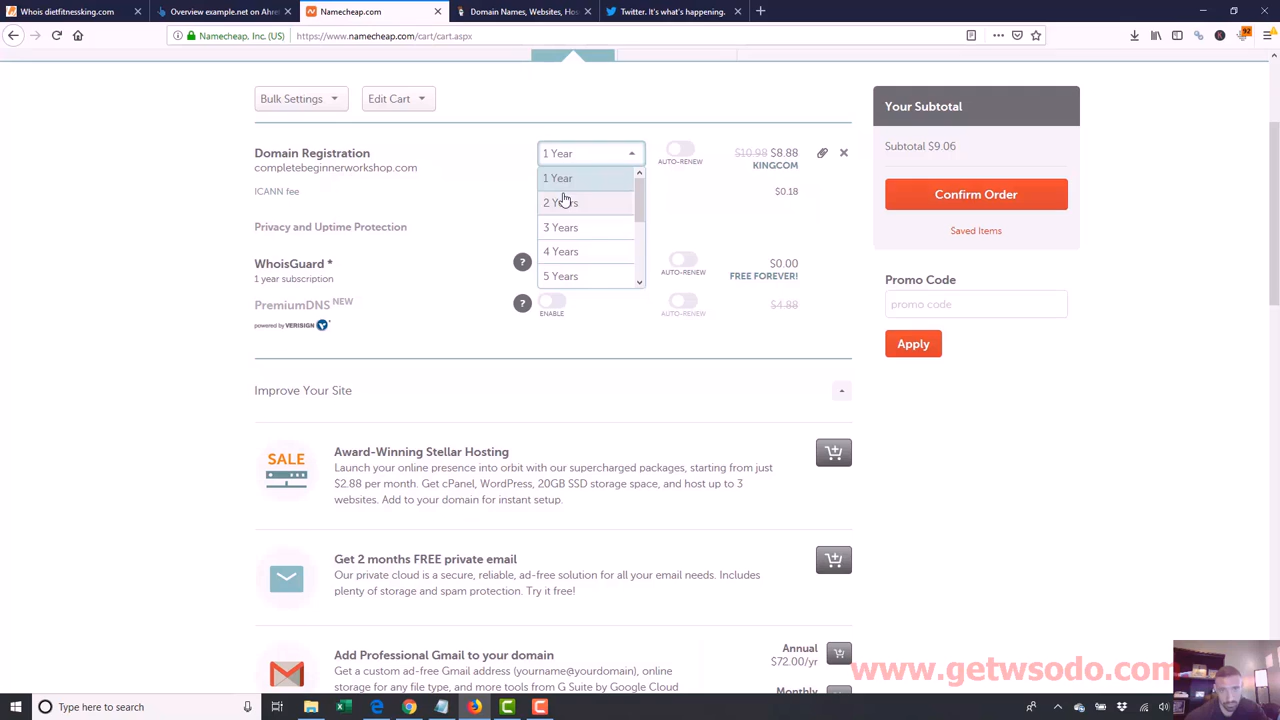 Whois dietfitnessking.com
Overview example.net on Ahre
Namecheap.com
Domain Names, Websites, Hos
Twitter. It's what's happening.
Namecheap, Inc. (US)
https://www.namecheap.com/cart/cart.aspx
92
Bulk Settings
Edit Cart
Your Subtotal
Subtotal $9.06
Confirm Order
Saved Items
Promo Code
promo code
Apply
Domain Registration
completebeginnerworkshop.com
1 Year
AUTO-RENEW
$10.98 $8.88
KINGCOM
ICANN fee
$0.18
1 Year
2 Years
3 Years
4 Years
5 Years
Privacy and Uptime Protection
WhoisGuard *
1 year subscription
?
AUTO-RENEW
$0.00
FREE FOREVER!
PremiumDNS NEW
powered by VERISIGN
?
ENABLE
AUTO-RENEW
$4.88
Improve Your Site
SALE
Award-Winning Stellar Hosting
Launch your online presence into orbit with our supercharged packages, starting from just
$2.88 per month. Get cPanel, WordPress, 20GB SSD storage space, and host up to 3
websites. Add to your domain for instant setup.
Get 2 months FREE private email
Our private cloud is a secure, reliable, ad-free solution for all your email needs. Includes
plenty of storage and spam protection. Try it free!
Add Professional Gmail to your domain
Get a custom ad-free Gmail address (yourname@yourdomain), online
storage for any file type, and more tools from G Suite by Google Cloud
Annual
$72.00/yr
Monthly
www.getwsodo.com
Type here to search